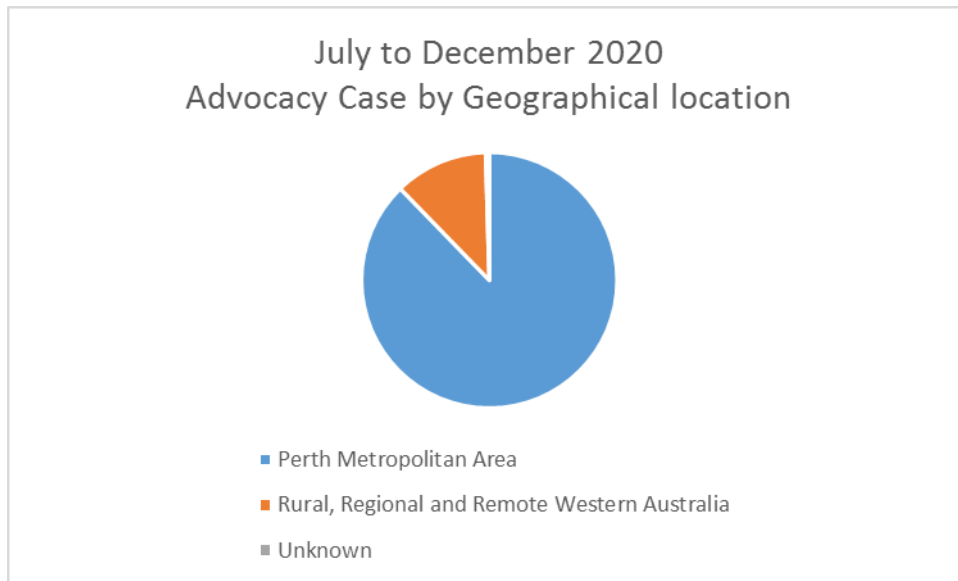 July to December 2020
Advocacy Case by Geographical location
Perth Metropolitan Area
Rural, Regional and Remote Western Australia
Unknown